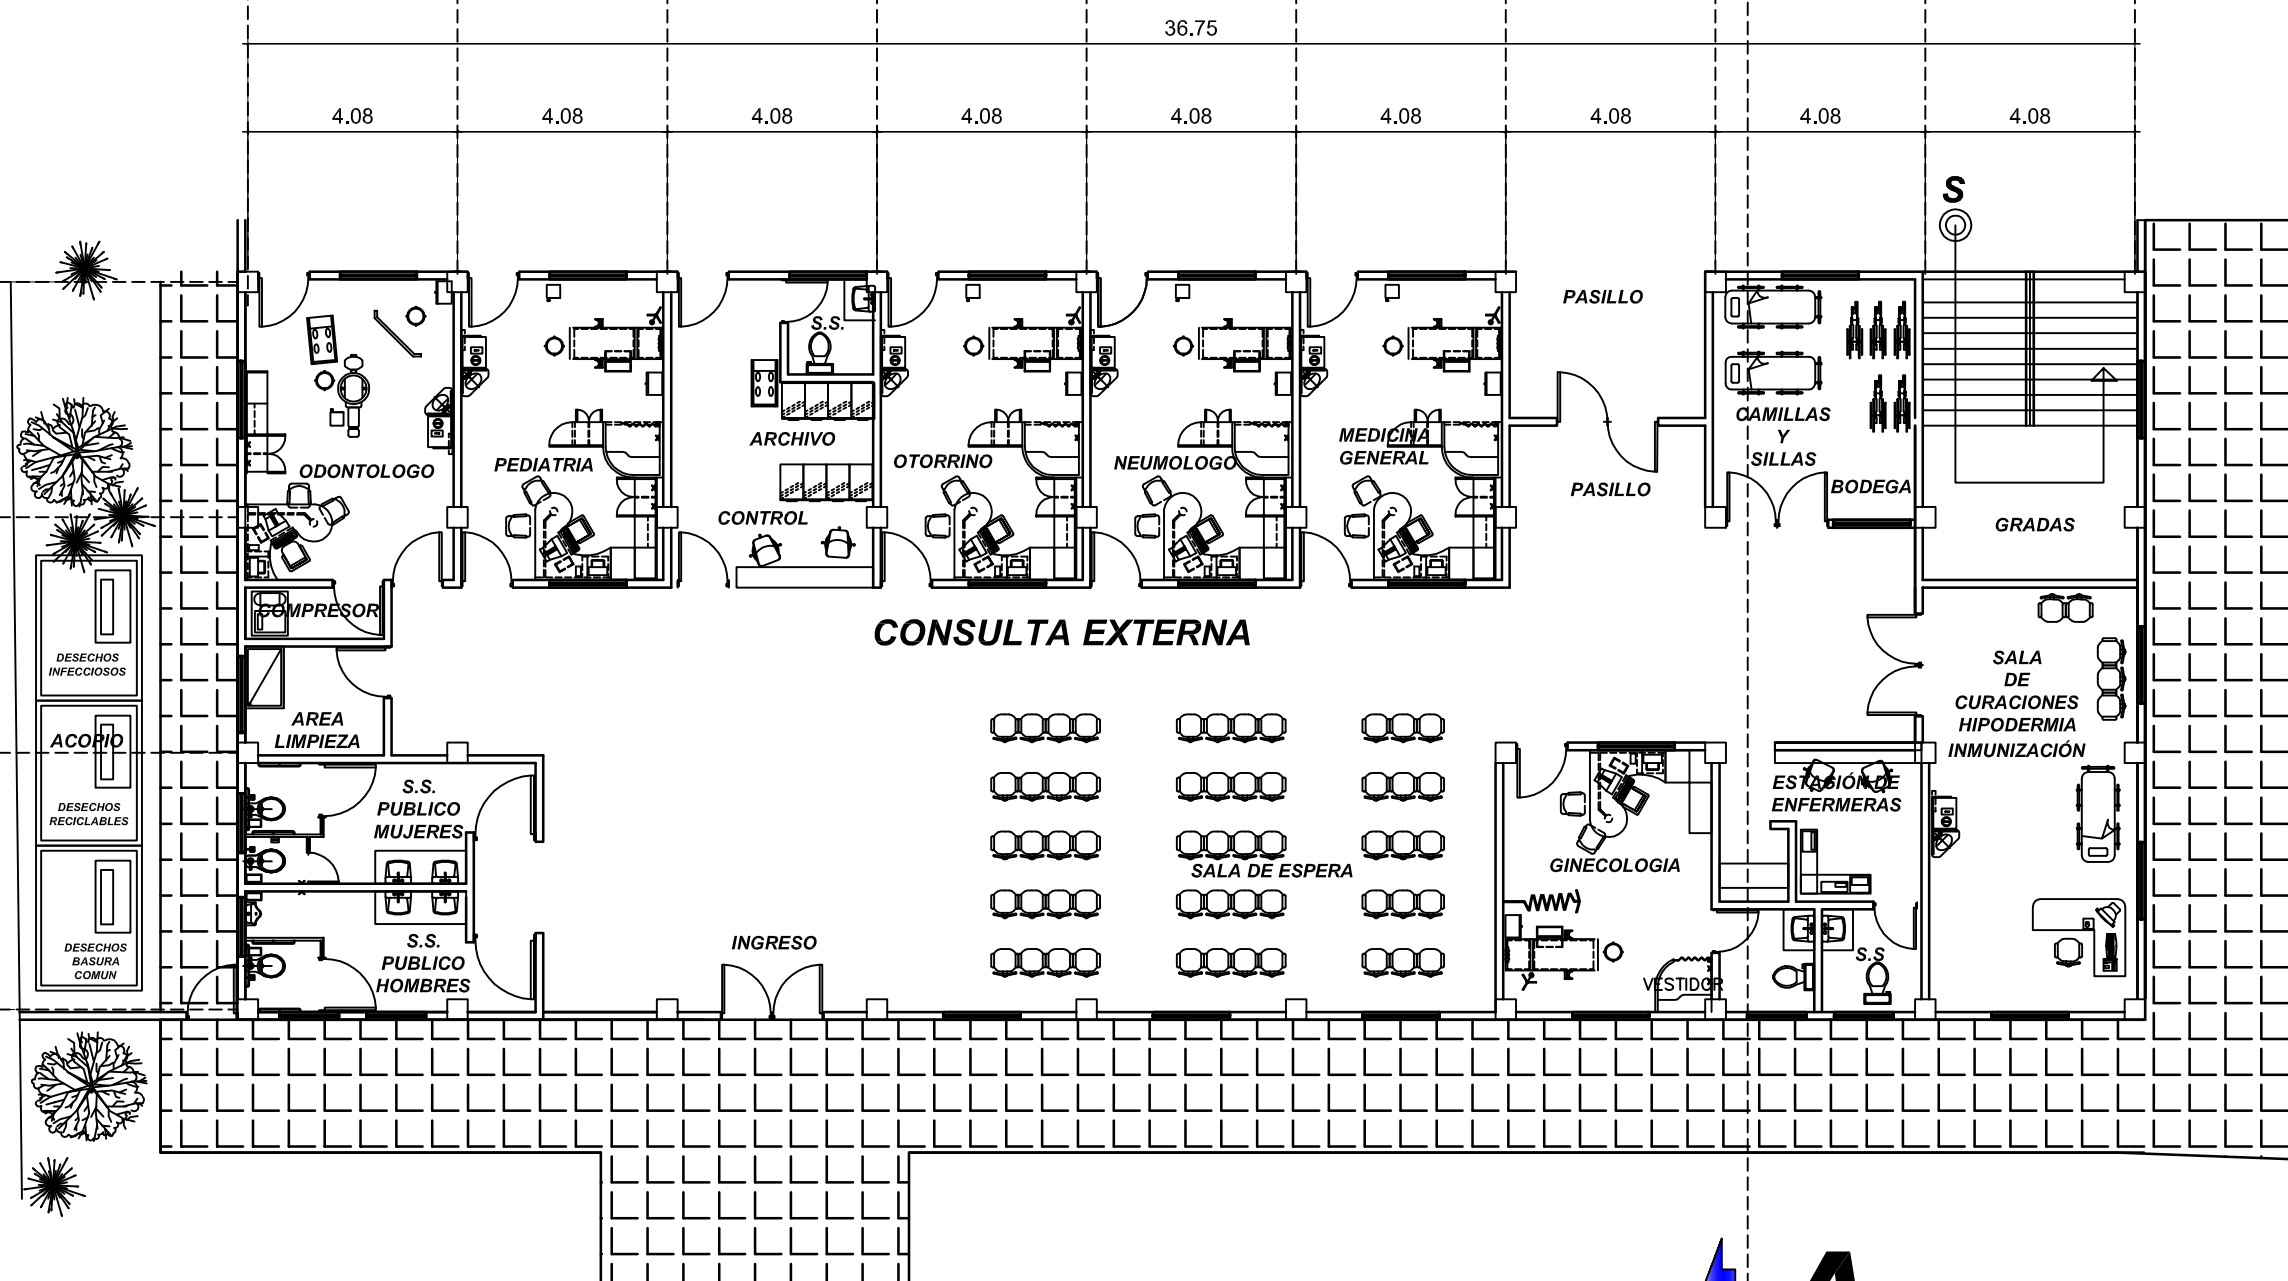 36.75
4.08 4.08 4.08 4.08 4.08 4.08 4.08 4.08 4.08
S
PASILLO
S.S.
CAMILLAS
Y
SILLAS
ARCHIVO
MEDICINA
GENERAL
ODONTOLOGO
PEDIATRIA
OTORRINO
NEUMOLOGO
PASILLO
BODEGA
CONTROL
GRADAS
COMPRESOR
CONSULTA EXTERNA
DESECHOS
INFECCIOSOS
SALA
DE
CURACIONES
HIPODERMIA
INMUNIZACIÓN
AREA
LIMPIEZA
ACOPIO
S.S.
PUBLICO
MUJERES
ESTACIÓN DE
ENFERMERAS
DESECHOS
RECICLABLES
SALA DE ESPERA
GINECOLOGIA
INGRESO
S.S.
PUBLICO
HOMBRES
DESECHOS
BASURA
COMUN
S.S
VESTIDOR